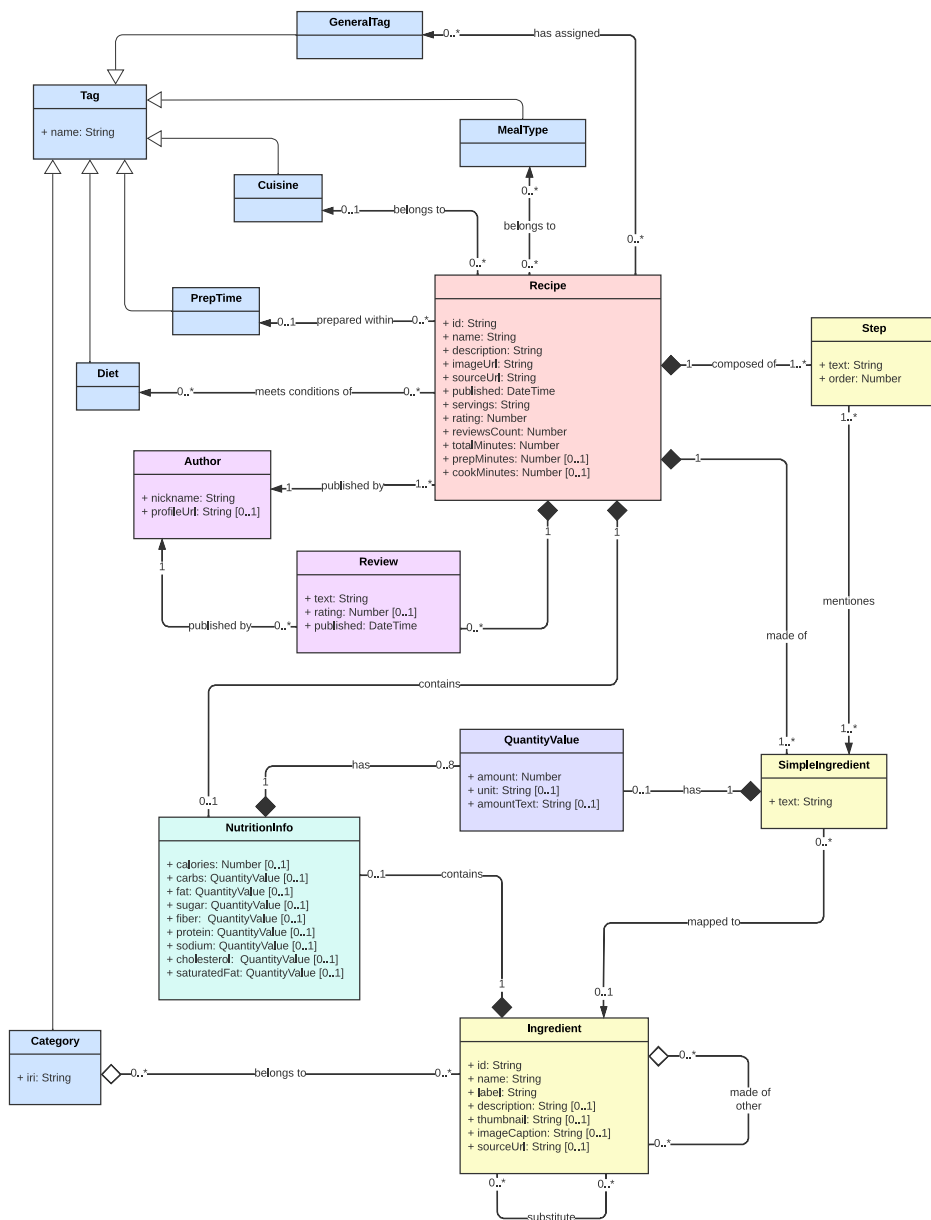 GeneralTag
0..*
has assigned
Tag
+ name: String
MealType
Cuisine
0..*
0..1
belongs to
belongs to
0..*
0..*
0..*
Recipe
+ id: String
+ name: String
+ description: String
+ imageUrl: String
+ sourceUrl: String
+ published: DateTime
+ servings: String
+ rating: Number
+ reviewsCount: Number
+ totalMinutes: Number
+ prepMinutes: Number [0..1]
+ cookMinutes: Number [0..1]
PrepTime
0..1
prepared within
0..*
Step
+ text: String
+ order: Number
1
composed of
1..*
Diet
0..*
meets conditions of
0..*
1..*
1
Author
+ nickname: String
+ profileUrl: String [0..1]
1
published by
1..*
1
1
1
Review
+ text: String
+ rating: Number [0..1]
+ published: DateTime
published by
0..*
0..*
mentiones
made of
contains
1..*
1..*
QuantityValue
+ amount: Number
+ unit: String [0..1]
+ amountText: String [0..1]
has
0..8
1
SimpleIngredient
+ text: String
0..1
has
1
0..1
NutritionInfo
+ calories: Number [0..1]
+ carbs: QuantityValue [0..1]
+ fat: QuantityValue [0..1]
+ sugar: QuantityValue [0..1]
+ fiber:  QuantityValue [0..1]
+ protein: QuantityValue [0..1]
+ sodium: QuantityValue [0..1]
+ cholesterol:  QuantityValue [0..1]
+ saturatedFat: QuantityValue [0..1]
0..*
0..1
contains
mapped to
1
0..1
Ingredient
+ id: String
+ name: String
+ label: String
+ description: String [0..1]
+ thumbnail: String [0..1]
+ imageCaption: String [0..1]
+ sourceUrl: String [0..1]
Category
+ iri: String
0..*
belongs to
0..*
0..*
made of
other
0..*
0..*
0..*
substitute